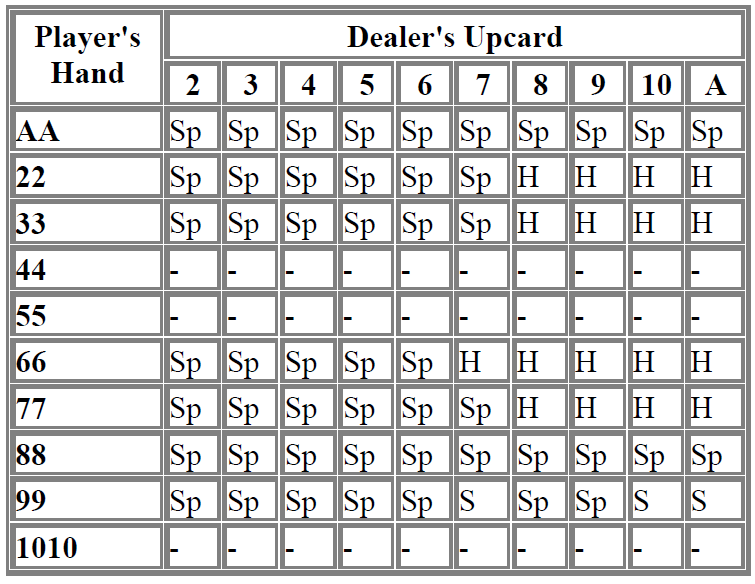 Player's Hand Dealer's Upcard
2 3 4 5 6 7 8 9 10 A
AA Sp Sp Sp Sp Sp Sp Sp Sp Sp Sp
22 Sp Sp Sp Sp Sp Sp H H H H
33 Sp Sp Sp Sp Sp Sp H H H H
44 - - - - - - - - - -
55 - - - - - - - - - -
66 Sp Sp Sp Sp Sp H H H H H
77 Sp Sp Sp Sp Sp Sp H H H H
88 Sp Sp Sp Sp Sp Sp Sp Sp Sp Sp
99 Sp Sp Sp Sp Sp S Sp Sp S S
1010 - - - - - - - - - -